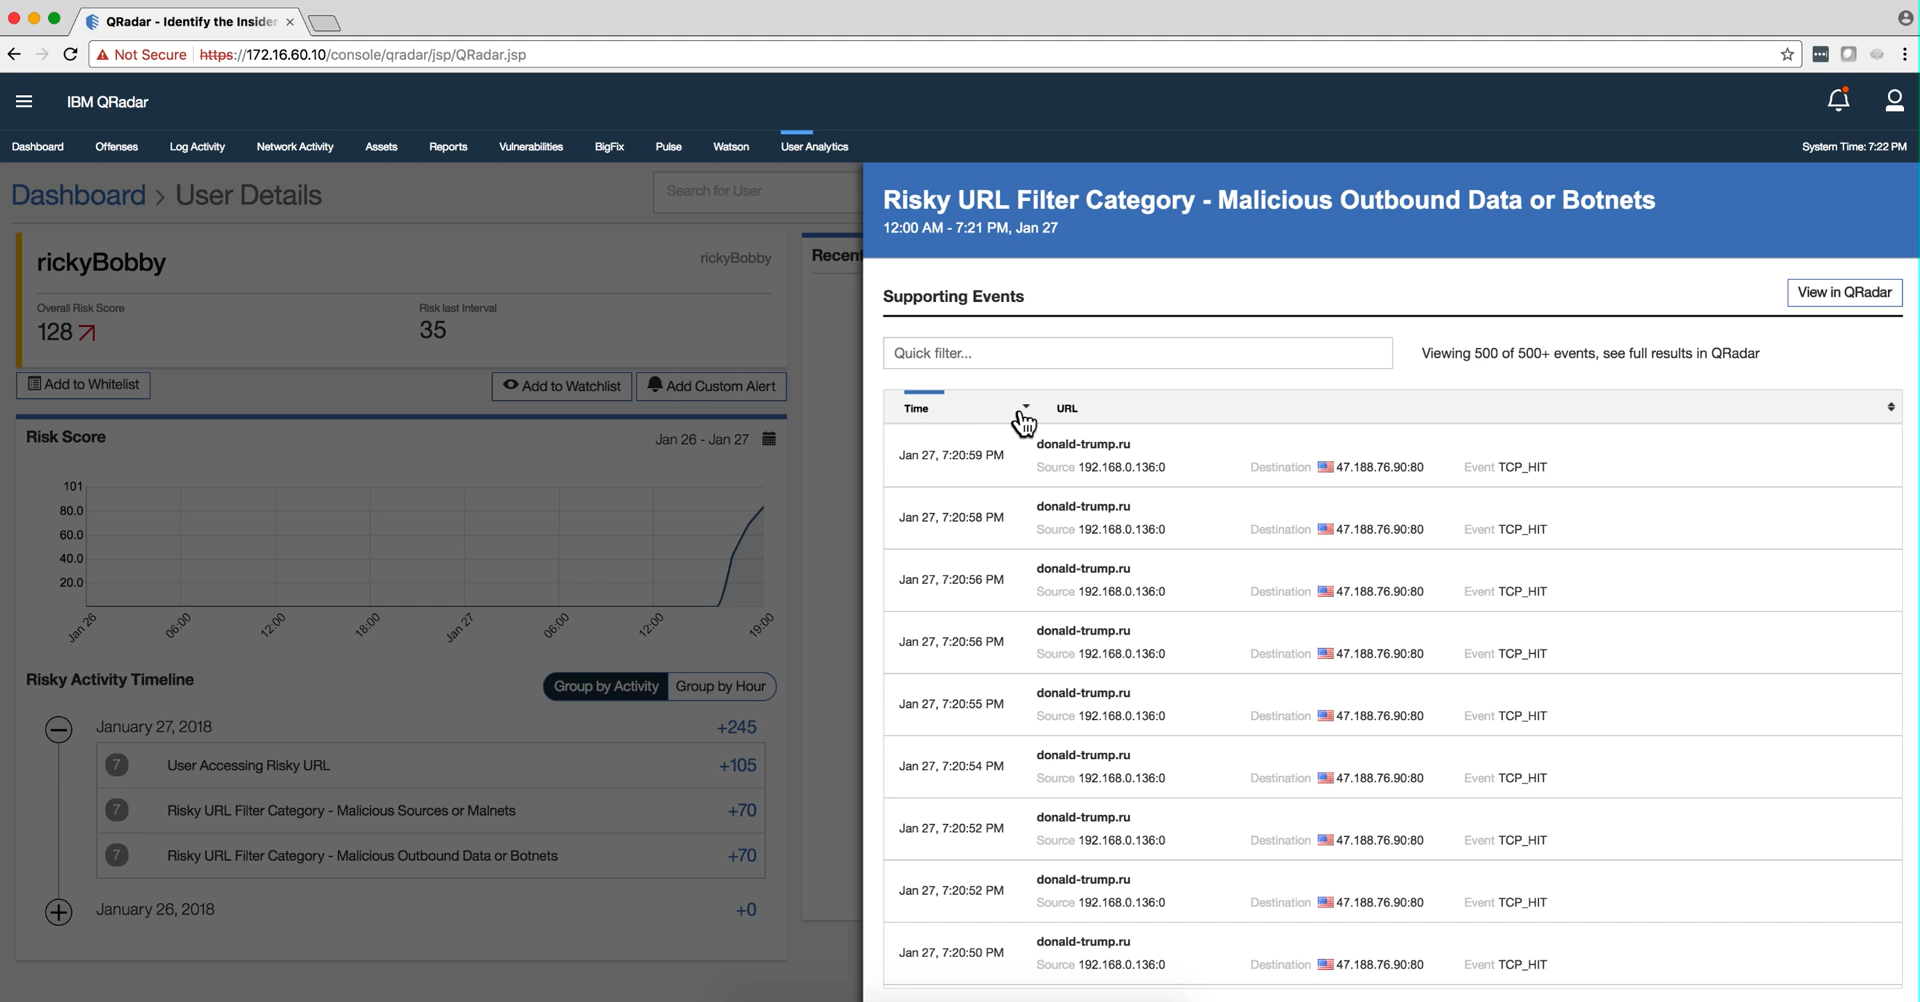 QRadar - Identify the Insider
Not Secure https://172.16.60.10/console/qradar/jsp/QRadar.jsp
IBM QRadar
Dashboard Offenses Log Activity Network Activity Assets Reports Vulnerabilities BigFix Pulse Watson User Analytics System Time: 7:22 PM
Dashboard > User Details
Search for User
rickyBobby
rickyBobby
Overall Risk Score
128
Risk last Interval
35
Add to Whitelist
Add to Watchlist
Add Custom Alert
Recen
Risk Score
Jan 26 - Jan 27
101
80.0
60.0
40.0
20.0
Jan 26 06:00 12:00 18:00 Jan 27 06:00 12:00 19:00
Risky Activity Timeline
Group by Activity Group by Hour
January 27, 2018 +245
7 User Accessing Risky URL +105
7 Risky URL Filter Category - Malicious Sources or Malnets +70
7 Risky URL Filter Category - Malicious Outbound Data or Botnets +70
January 26, 2018 +0
Risky URL Filter Category - Malicious Outbound Data or Botnets
12:00 AM - 7:21 PM, Jan 27
Supporting Events
View in QRadar
Quick filter...
Viewing 500 of 500+ events, see full results in QRadar
Time URL
donald-trump.ru
Jan 27, 7:20:59 PM
Source 192.168.0.136:0 Destination 47.188.76.90:80 Event TCP_HIT
donald-trump.ru
Jan 27, 7:20:58 PM
Source 192.168.0.136:0 Destination 47.188.76.90:80 Event TCP_HIT
donald-trump.ru
Jan 27, 7:20:56 PM
Source 192.168.0.136:0 Destination 47.188.76.90:80 Event TCP_HIT
donald-trump.ru
Jan 27, 7:20:56 PM
Source 192.168.0.136:0 Destination 47.188.76.90:80 Event TCP_HIT
donald-trump.ru
Jan 27, 7:20:55 PM
Source 192.168.0.136:0 Destination 47.188.76.90:80 Event TCP_HIT
donald-trump.ru
Jan 27, 7:20:54 PM
Source 192.168.0.136:0 Destination 47.188.76.90:80 Event TCP_HIT
donald-trump.ru
Jan 27, 7:20:52 PM
Source 192.168.0.136:0 Destination 47.188.76.90:80 Event TCP_HIT
donald-trump.ru
Jan 27, 7:20:52 PM
Source 192.168.0.136:0 Destination 47.188.76.90:80 Event TCP_HIT
donald-trump.ru
Jan 27, 7:20:50 PM
Source 192.168.0.136:0 Destination 47.188.76.90:80 Event TCP_HIT